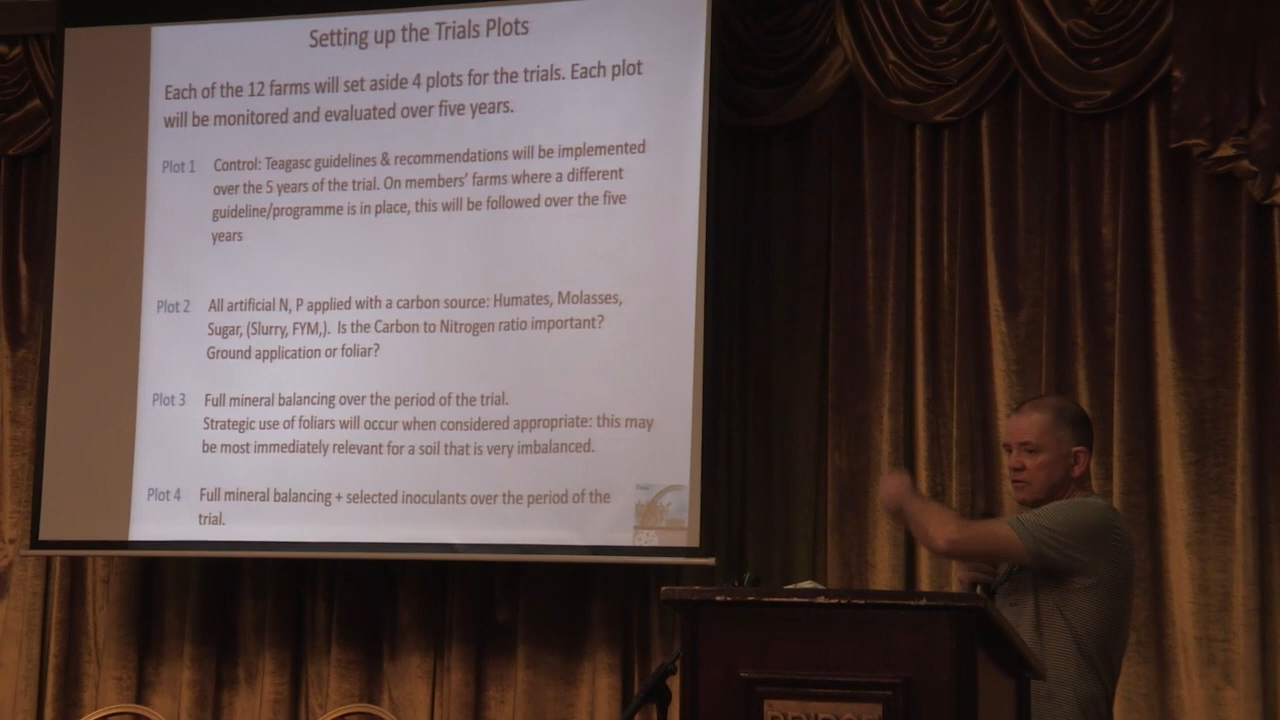 Setting up the Trials Plots
Each of the 12 farms will set aside 4 plots for the trials. Each plot
will be monitored and evaluated over five years.
Plot 1 Control: Teagasc guidelines & recommendations will be implemented
over the 5 years of the trial. On members' farms where a different
guideline/programme is in place, this will be followed over the five
years
Plot 2 All artificial N, P applied with a carbon source: Humates, Molasses,
Sugar, (Slurry, FYM,). Is the Carbon to Nitrogen ratio important?
Ground application or foliar?
Plot 3 Full mineral balancing over the period of the trial.
Strategic use of foliars will occur when considered appropriate: this may
be most immediately relevant for a soil that is very imbalanced.
Plot 4 Full mineral balancing + selected inoculants over the period of the
trial.